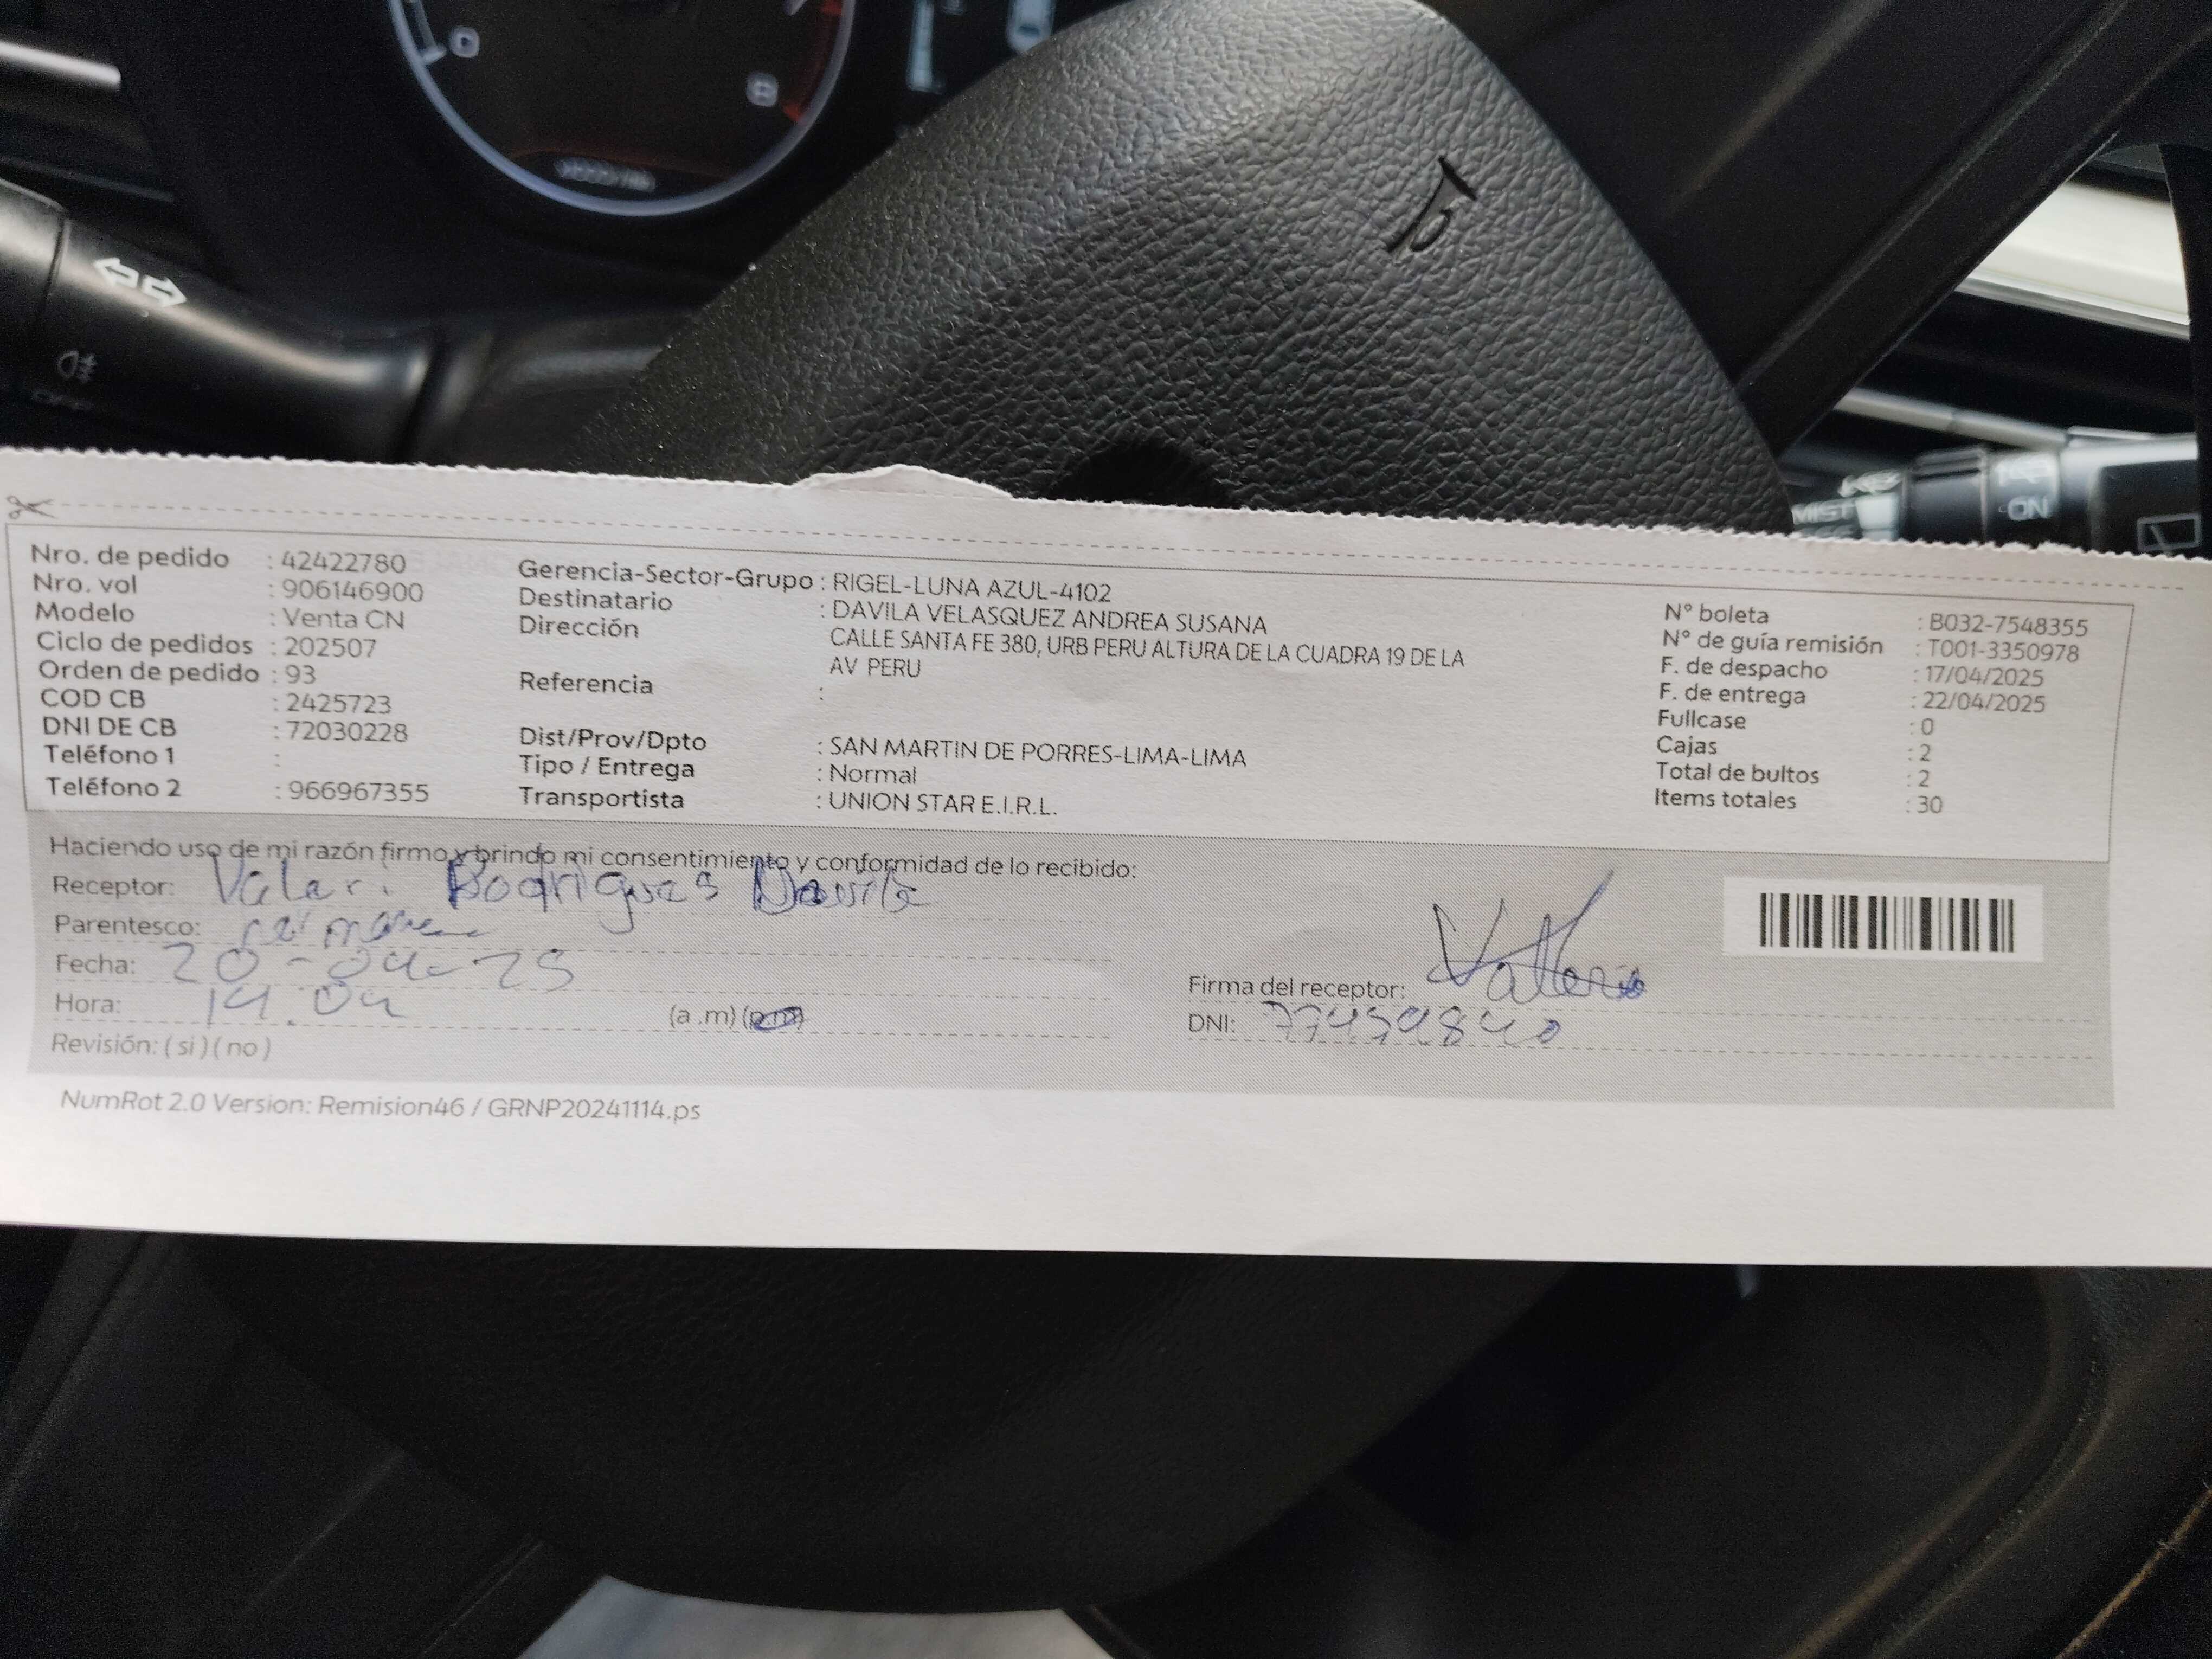 MIST
ON
OFF
Nro. de pedido : 42422780
Nro. vol : 906146900
Modelo : Venta CN
Ciclo de pedidos : 202507
Orden de pedido : 93
COD CB : 2425723
DNI DE CB : 72030228
Teléfono 1 :
Teléfono 2 : 966967355
Gerencia-Sector-Grupo : RIGEL-LUNA AZUL-4102
Destinatario : DAVILA VELASQUEZ ANDREA SUSANA
Dirección CALLE SANTA FE 380, URB PERU ALTURA DE LA CUADRA 19 DE LA
AV PERU
Referencia :
Dist/Prov/Dpto : SAN MARTIN DE PORRES-LIMA-LIMA
Tipo / Entrega : Normal
Transportista : UNION STAR E.I.R.L.
N° boleta : B032-7548355
N° de guía remisión : T001-3350978
F. de despacho : 17/04/2025
F. de entrega : 22/04/2025
Fullcase : 0
Cajas : 2
Total de bultos : 2
Items totales : 30
Haciendo uso de mi razón firmo y brindo mi consentimiento y conformidad de lo recibido:
Receptor: Valeri Rodrigues Davila
Parentesco:
Fecha: 20-04-25
Hora: 14.04 (a .m) (p.m)
Revisión: ( si ) ( no )
Firma del receptor:
DNI:
NumRot 2.0 Version: Remision46 / GRNP20241114.ps